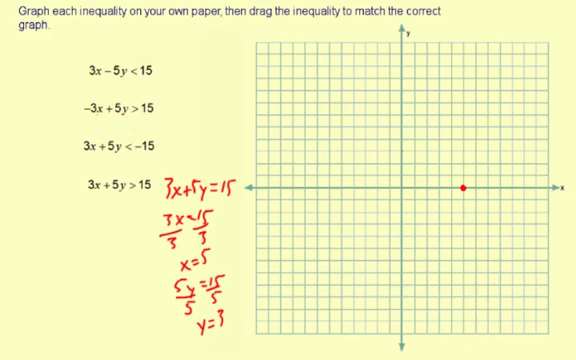 Graph each inequality on your own paper, then drag the inequality to match the correct
graph.
y
3x – 5y < 15
–3x + 5y > 15
3x + 5y < –15
3x + 5y > 15 3x+5y=15
x
3x=15
3 3
x=5
5y=15
5 5
y=3